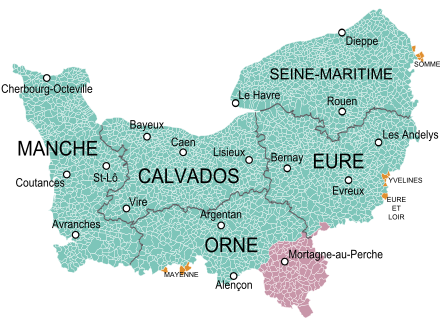 Dieppe
SOMME
SEINE-MARITIME
Cherbourg-Octeville
Le Havre
Rouen
Bayeux
Les Andelys
Caen
MANCHE
Lisieux
Bernay
EURE
St-Lô
CALVADOS
Coutances
YVELINES
Evreux
Vire
EURE
ET
LOIR
Avranches
Argentan
ORNE
Mortagne-au-Perche
MAYENNE
Alençon